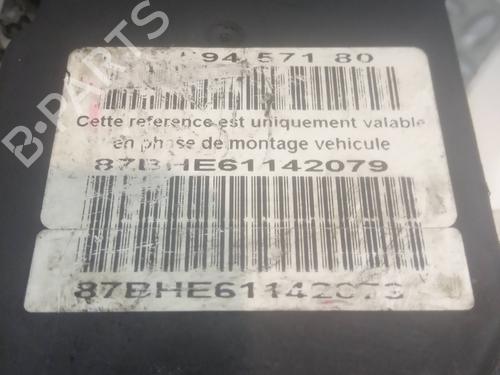 94 571 80
Cette reference est uniquement valable
en phase de montage vehicule
87BHE61142079
87BHE61142079
B-PARTS